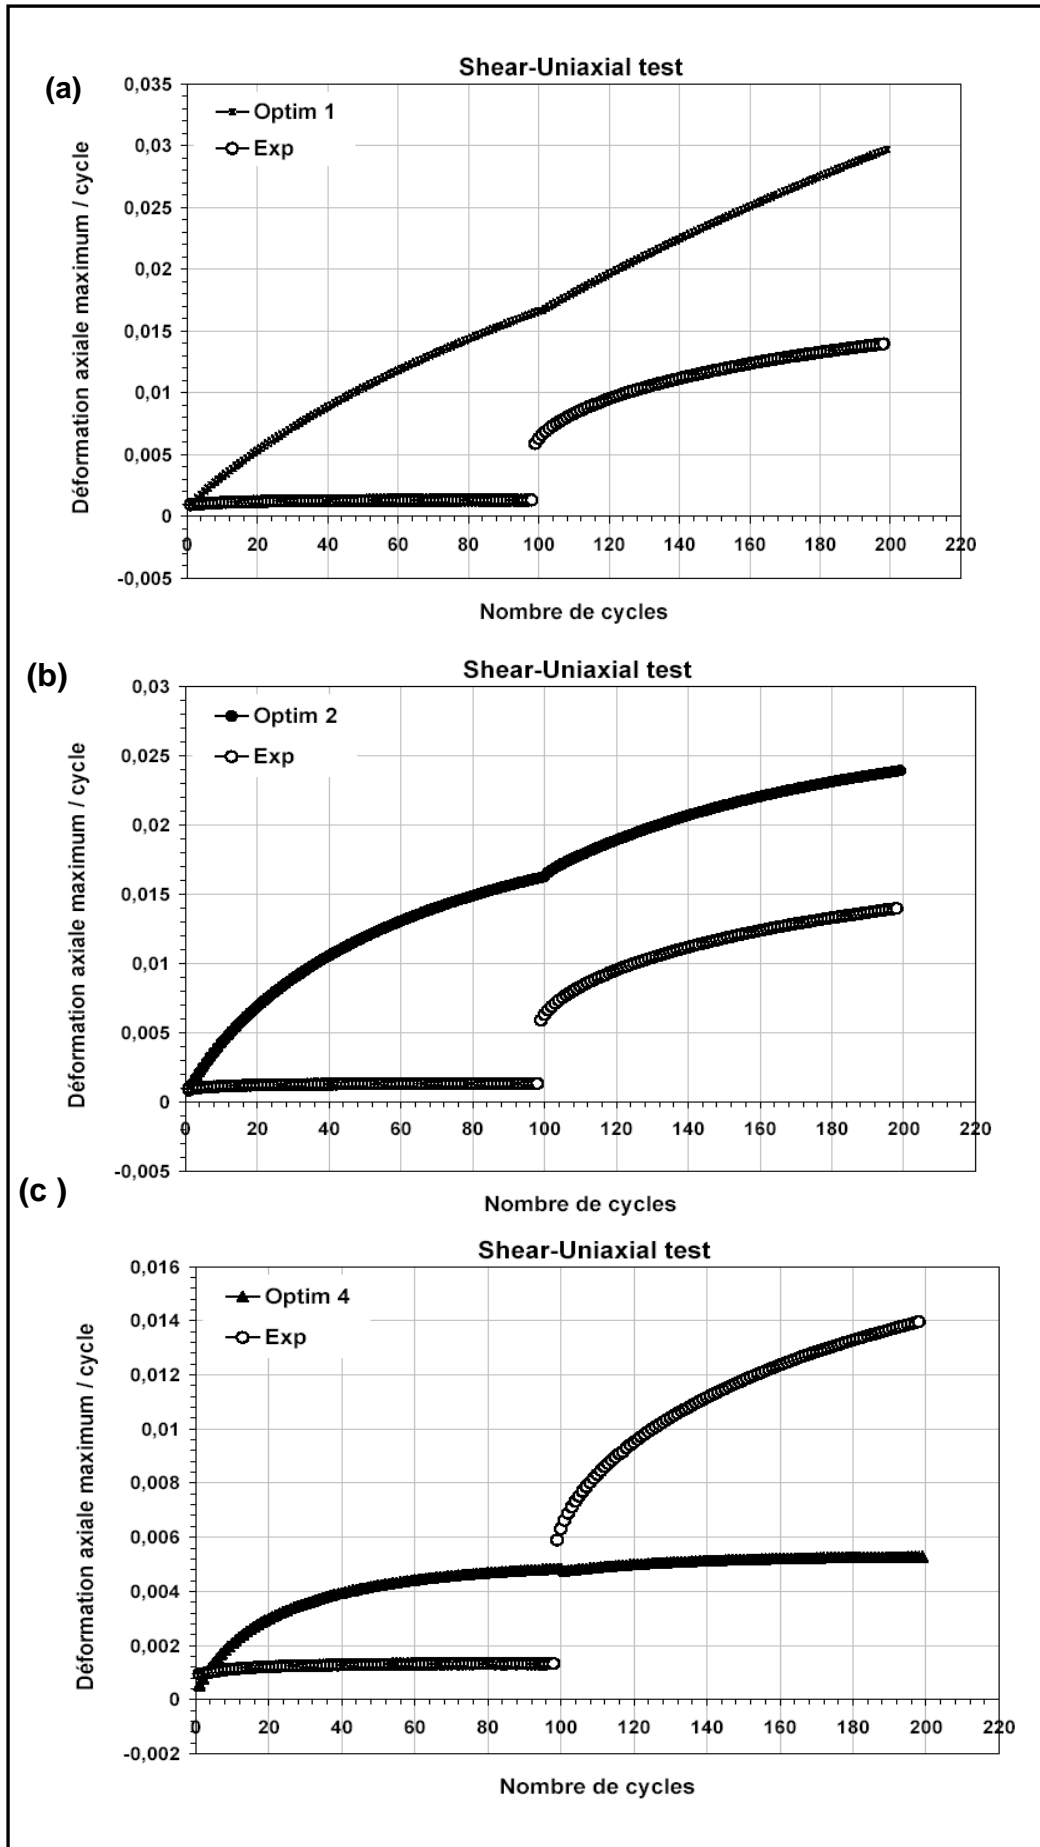 (a)
Shear-Uniaxial test
0,035
0,03
0,025
0,02
0,015
0,01
0,005
0
-0,005
Optim 1
Exp
Déformation axiale maximum / cycle
0 20 40 60 80 100 120 140 160 180 200 220
Nombre de cycles
(b)
Shear-Uniaxial test
0,03
0,025
0,02
0,015
0,01
0,005
0
-0,005
Optim 2
Exp
Déformation axiale maximum / cycle
0 20 40 60 80 100 120 140 160 180 200 220
Nombre de cycles
(c )
Shear-Uniaxial test
0,016
0,014
0,012
0,01
0,008
0,006
0,004
0,002
0
-0,002
Optim 4
Exp
Déformation axiale maximum / cycle
0 20 40 60 80 100 120 140 160 180 200 220
Nombre de cycles